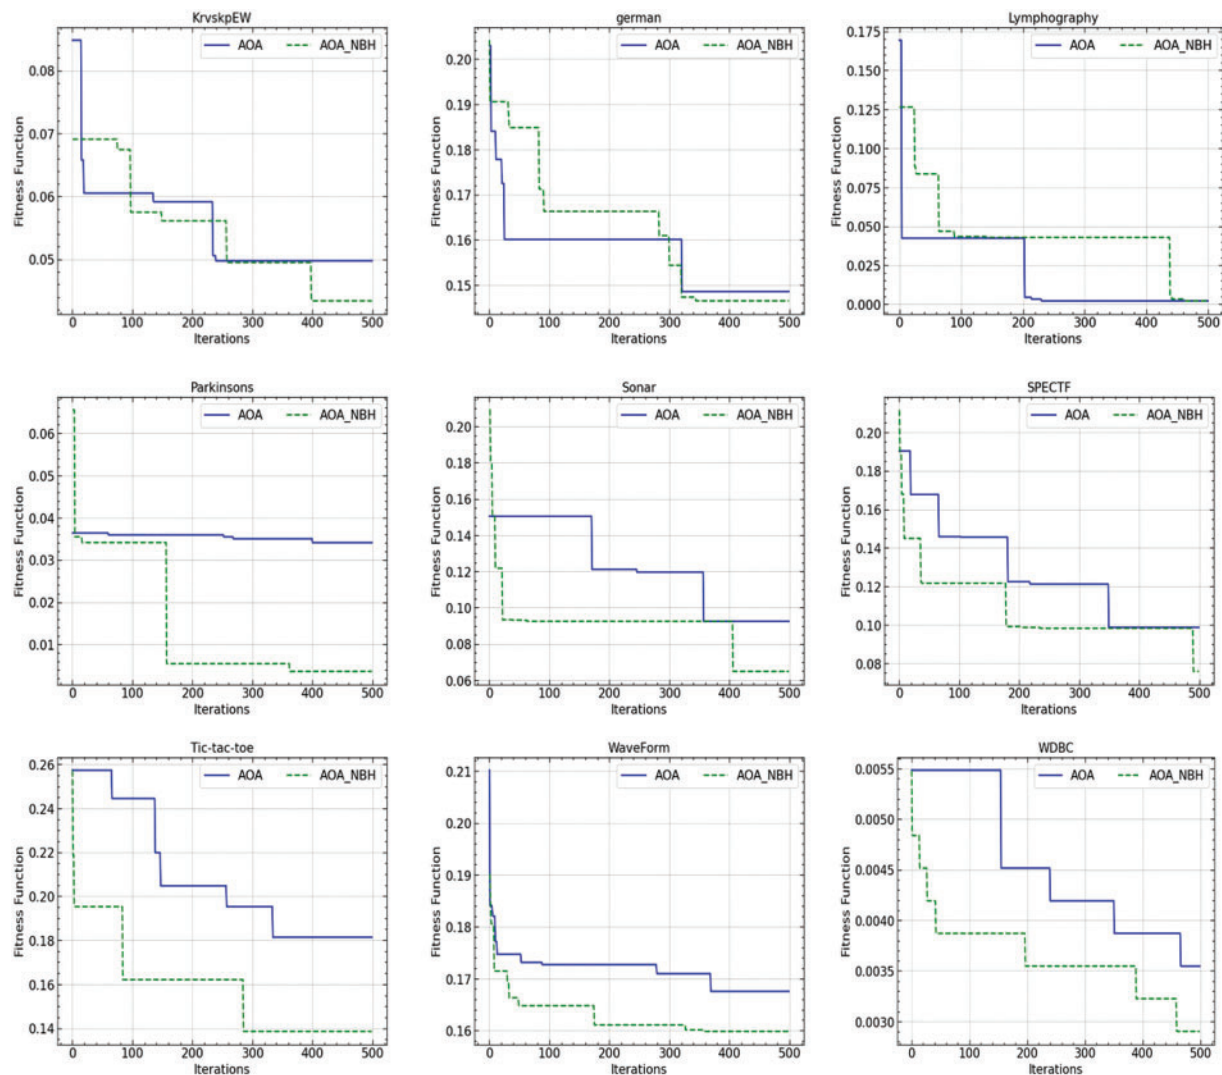 KrvskpEW
AOA AOA_NBH
0.08
0.07
0.06
0.05
Fitness Function
0 100 200 300 400 500
Iterations
german
AOA AOA_NBH
0.20
0.19
0.18
0.17
0.16
0.15
Fitness Function
0 100 200 300 400 500
Iterations
Lymphography
AOA AOA_NBH
0.175
0.150
0.125
0.100
0.075
0.050
0.025
0.000
Fitness Function
0 100 200 300 400 500
Iterations
Parkinsons
AOA AOA_NBH
0.06
0.05
0.04
0.03
0.02
0.01
Fitness Function
0 100 200 300 400 500
Iterations
Sonar
AOA AOA_NBH
0.20
0.18
0.16
0.14
0.12
0.10
0.08
0.06
Fitness Function
0 100 200 300 400 500
Iterations
SPECTF
AOA AOA_NBH
0.20
0.18
0.16
0.14
0.12
0.10
0.08
Fitness Function
0 100 200 300 400 500
Iterations
Tic-tac-toe
AOA AOA_NBH
0.26
0.24
0.22
0.20
0.18
0.16
0.14
Fitness Function
0 100 200 300 400 500
Iterations
WaveForm
AOA AOA_NBH
0.21
0.20
0.19
0.18
0.17
0.16
Fitness Function
0 100 200 300 400 500
Iterations
WDBC
AOA AOA_NBH
0.0055
0.0050
0.0045
0.0040
0.0035
0.0030
Fitness Function
0 100 200 300 400 500
Iterations